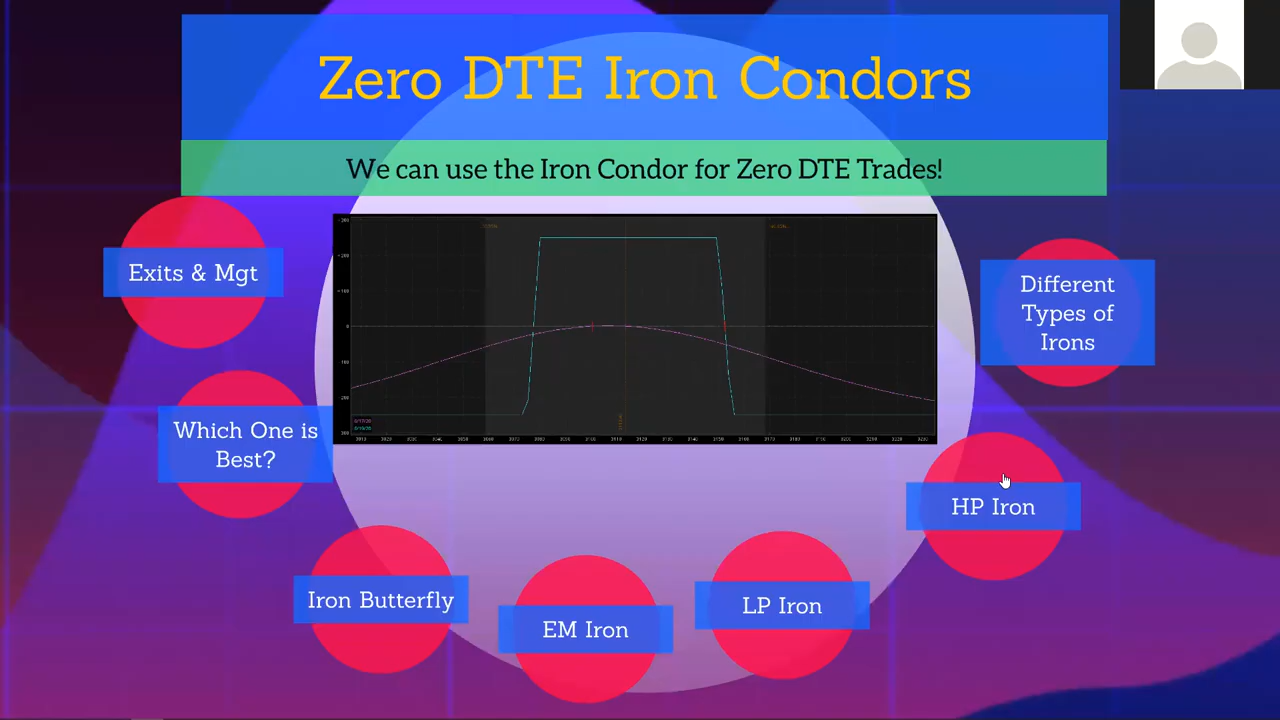 Zero DTE Iron Condors
We can use the Iron Condor for Zero DTE Trades!
Exits & Mgt
Different
Types of
Irons
Which One is
Best?
HP Iron
Iron Butterfly
EM Iron
LP Iron